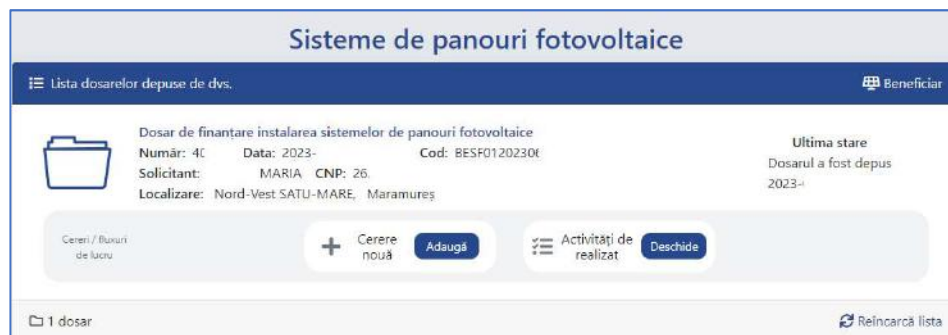 Sisteme de panouri fotovoltaice
Lista dosarelor depuse de dvs. Beneficiar
Dosar de finanțare instalarea sistemelor de panouri fotovoltaice
Număr: 40 Data: 2023- Cod: BESF01202306
Solicitant: MARIA CNP: 26.
Localizare: Nord-Vest SATU-MARE, Maramureș
Ultima stare
Dosarul a fost depus
2023-
Cereri / fluxuri
de lucru
Cerere
nouă
Adaugă
Activități de
realizat
Deschide
1 dosar Reîncarcă lista